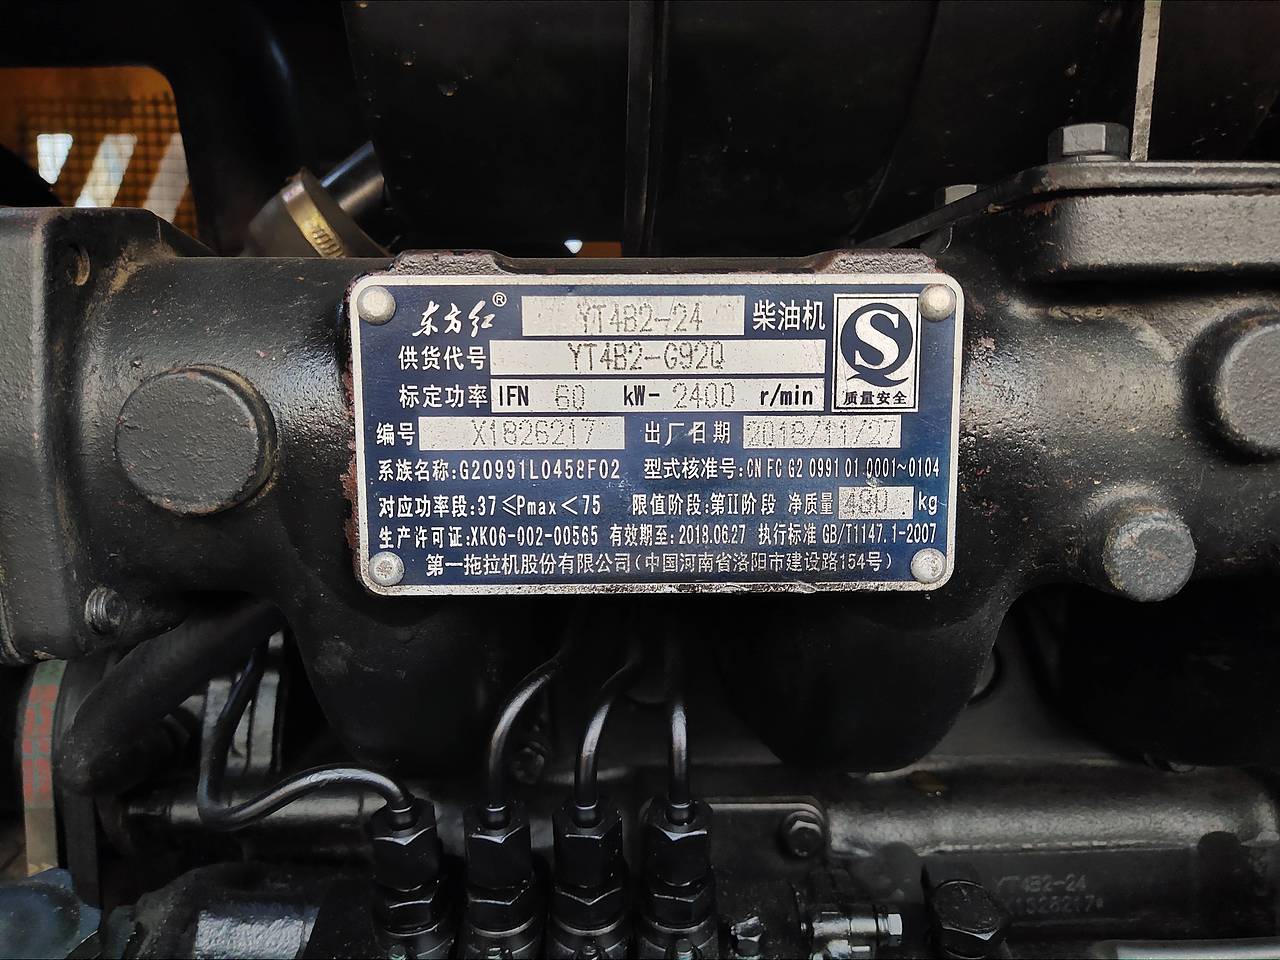 东方红® YT4B2-24 柴油机
供货代号 YT4B2-G92Q
标定功率 IFN 60 kW- 2400 r/min
S
质量安全
编号 X1826217 出厂日期 2018/11/27
系族名称:G20991L0458F02 型式核准号:CN FC G2 0991 01 0001~0104
对应功率段:37≤Pmax<75 限值阶段:第II阶段 净质量 480. kg
生产许可证:XK06-002-00565 有效期至:2018.06.27 执行标准 GB/T1147.1-2007
第一拖拉机股份有限公司(中国河南省洛阳市建设路154号)
YT4B2-24